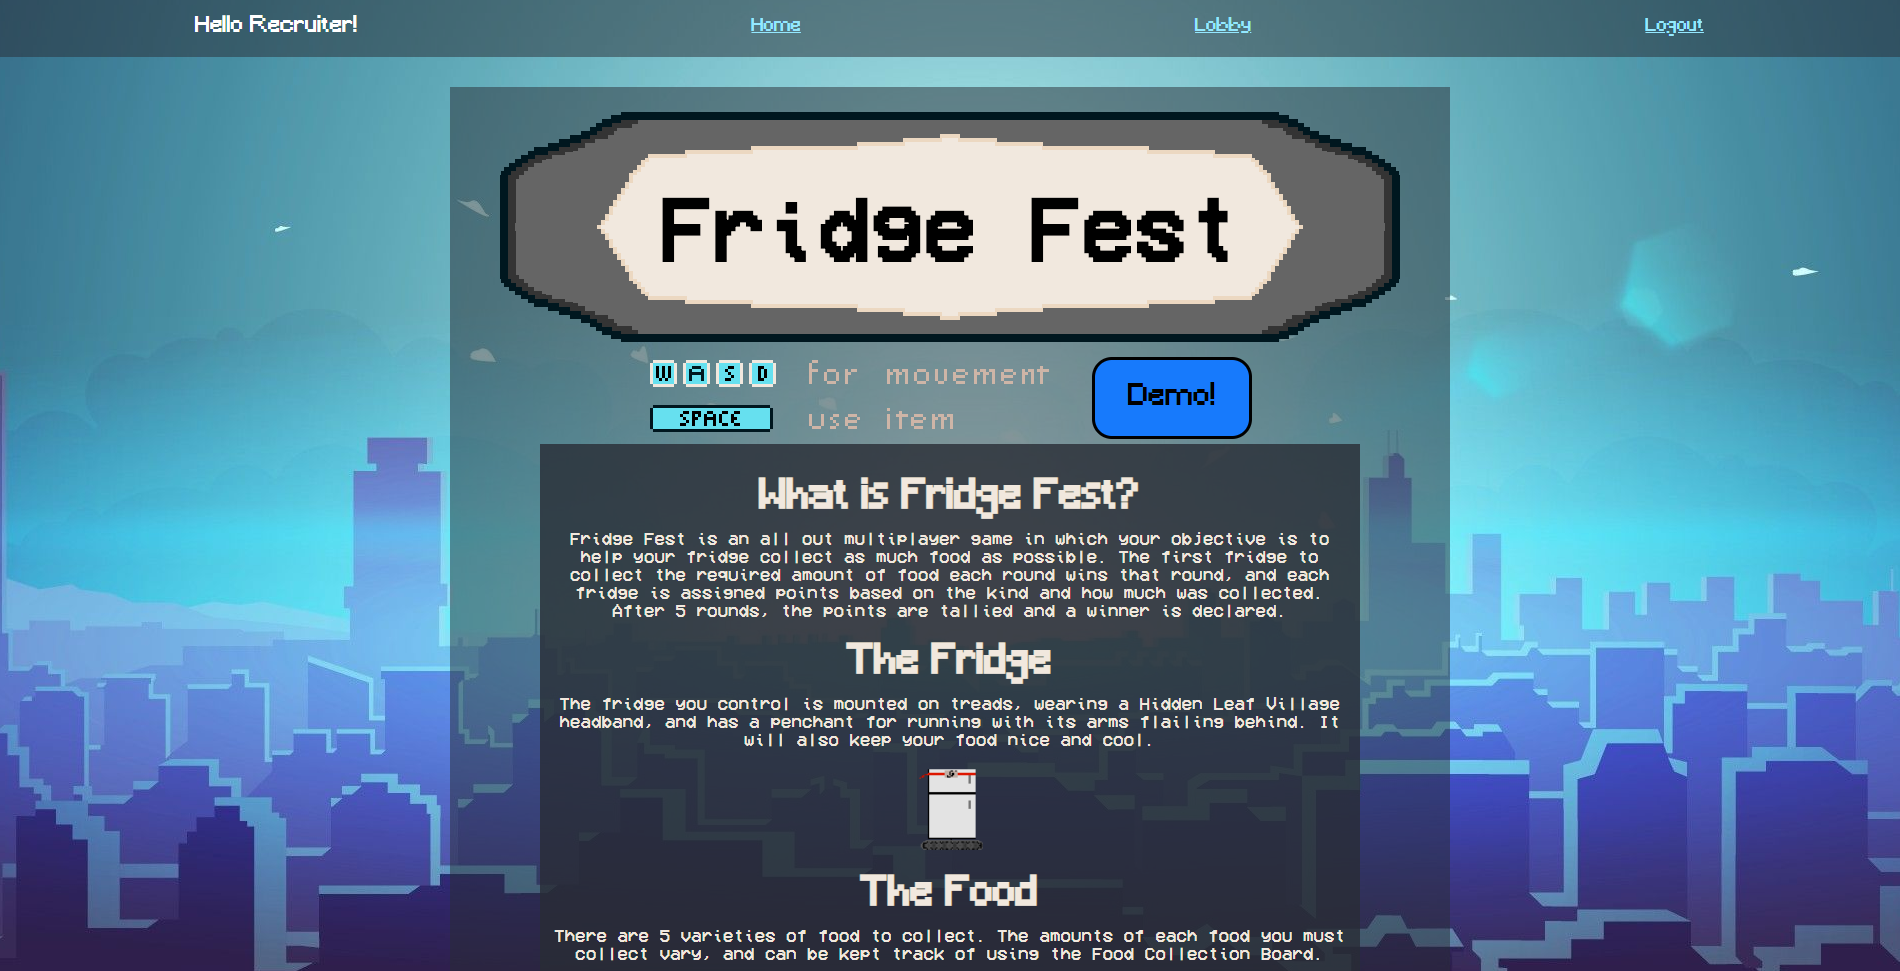 Hello Recruiter!
Home
Lobby
Logout
Fridge Fest
W A S D for movement
SPACE use item
Demo!
What is Fridge Fest?
Fridge Fest is an all out multiplayer game in which your objective is to
help your fridge collect as much food as possible. The first fridge to
collect the required amount of food each round wins that round, and each
fridge is assigned points based on the kind and how much was collected.
After 5 rounds, the points are tallied and a winner is declared.
The Fridge
The fridge you control is mounted on treads, wearing a Hidden Leaf Village
headband, and has a penchant for running with its arms flailing behind. It
will also keep your food nice and cool.
The Food
There are 5 varieties of food to collect. The amounts of each food you must
collect vary, and can be kept track of using the Food Collection Board.